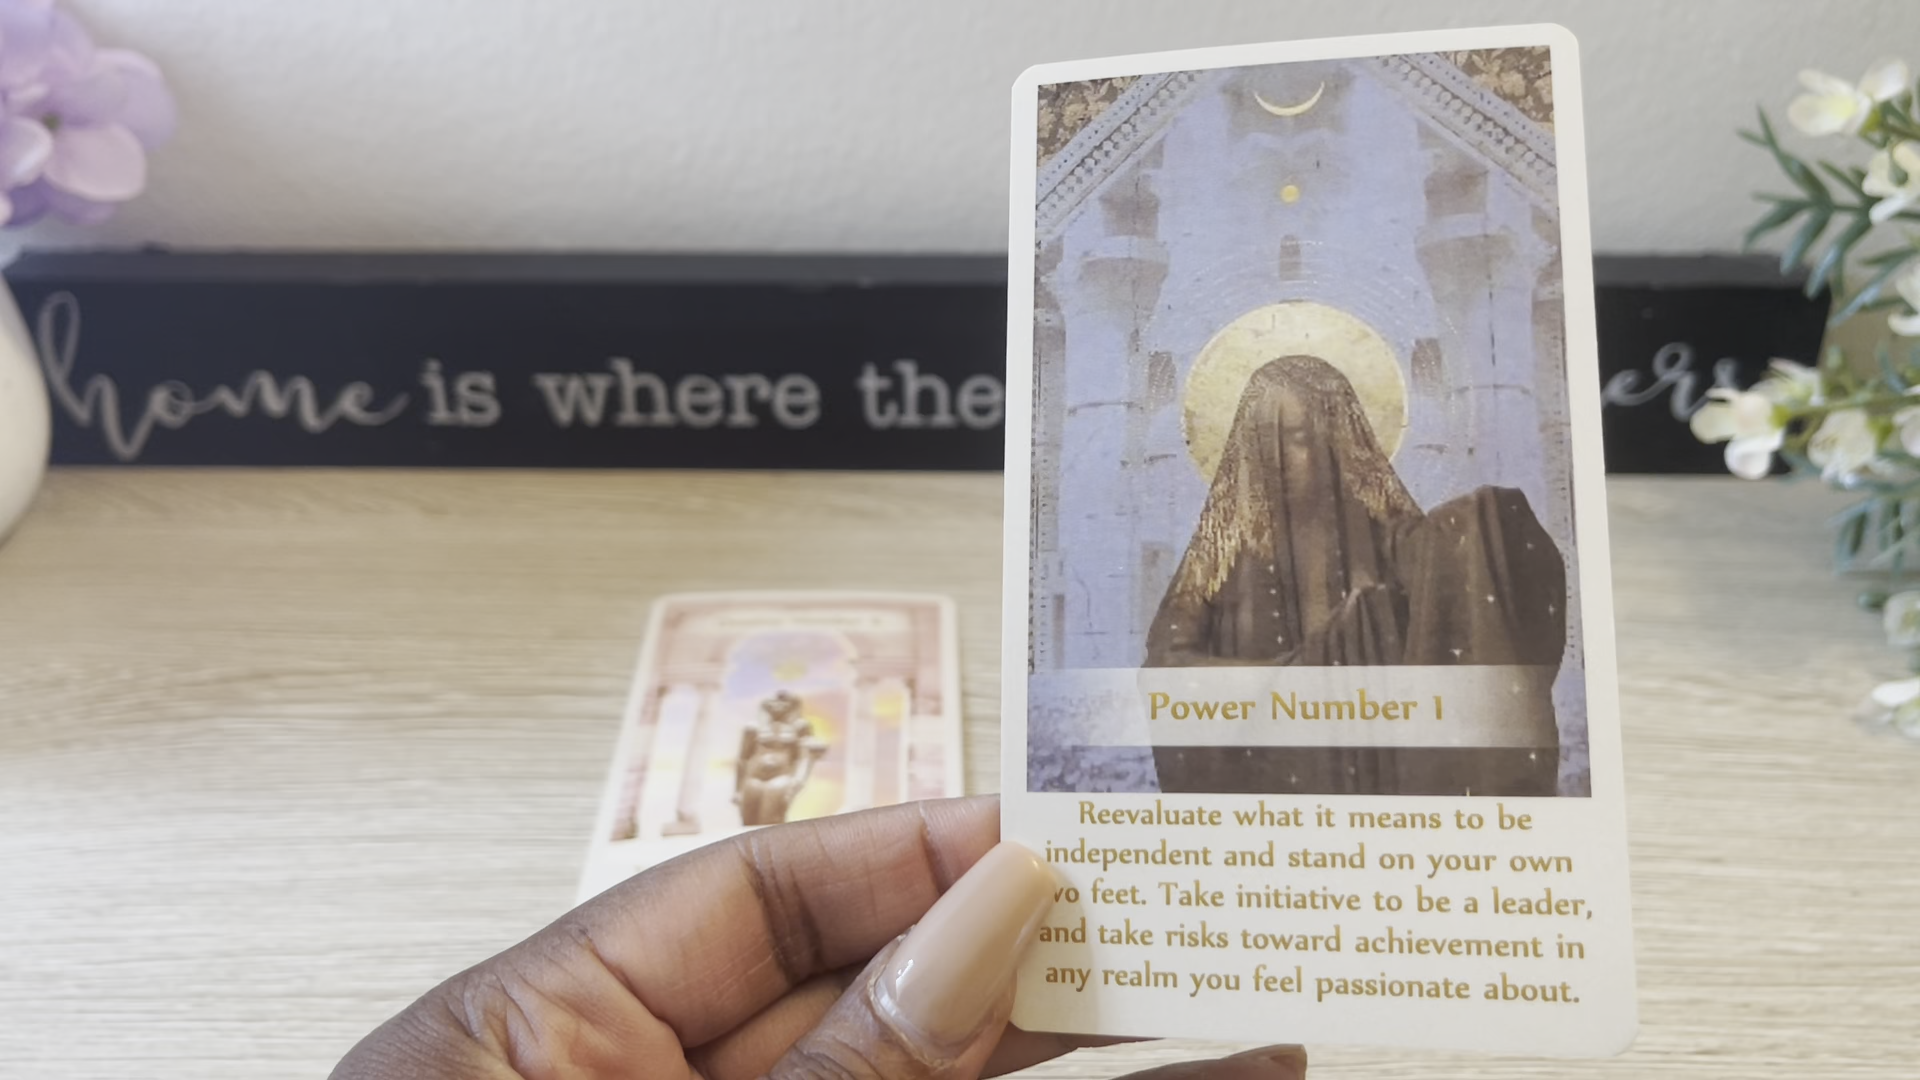 home is where the
Power Number 1
Reevaluate what it means to be
independent and stand on your own
feet. Take initiative to be a leader,
and take risks toward achievement in
any realm you feel passionate about.